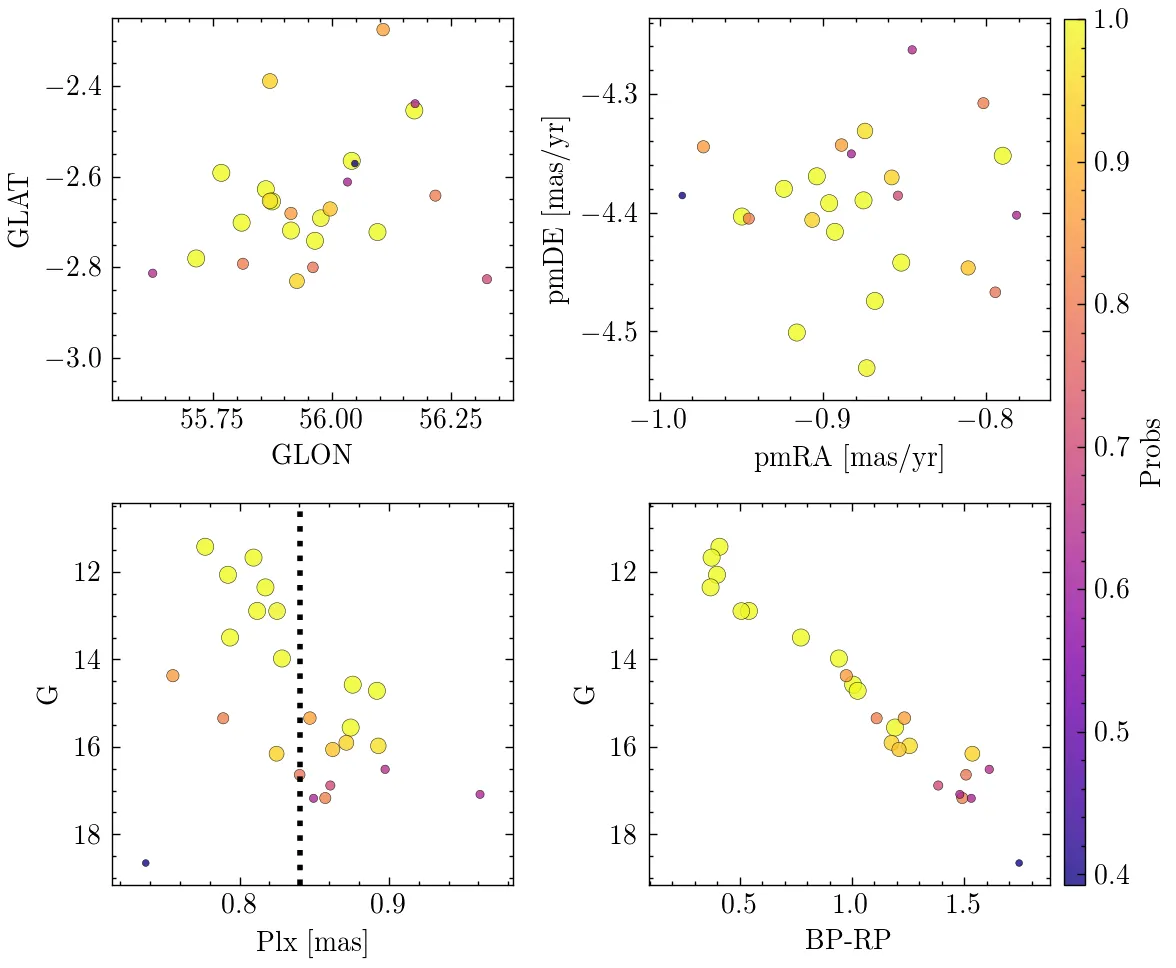 −2.4
−2.6
−2.8
−3.0
GLAT
55.75 56.00 56.25
GLON
−4.3
−4.4
−4.5
pmDE [mas/yr]
−1.0 −0.9 −0.8
pmRA [mas/yr]
12
14
16
18
G
0.8 0.9
Plx [mas]
12
14
16
18
G
0.5 1.0 1.5
BP-RP
1.0
0.9
0.8
0.7
0.6
0.5
0.4
Probs